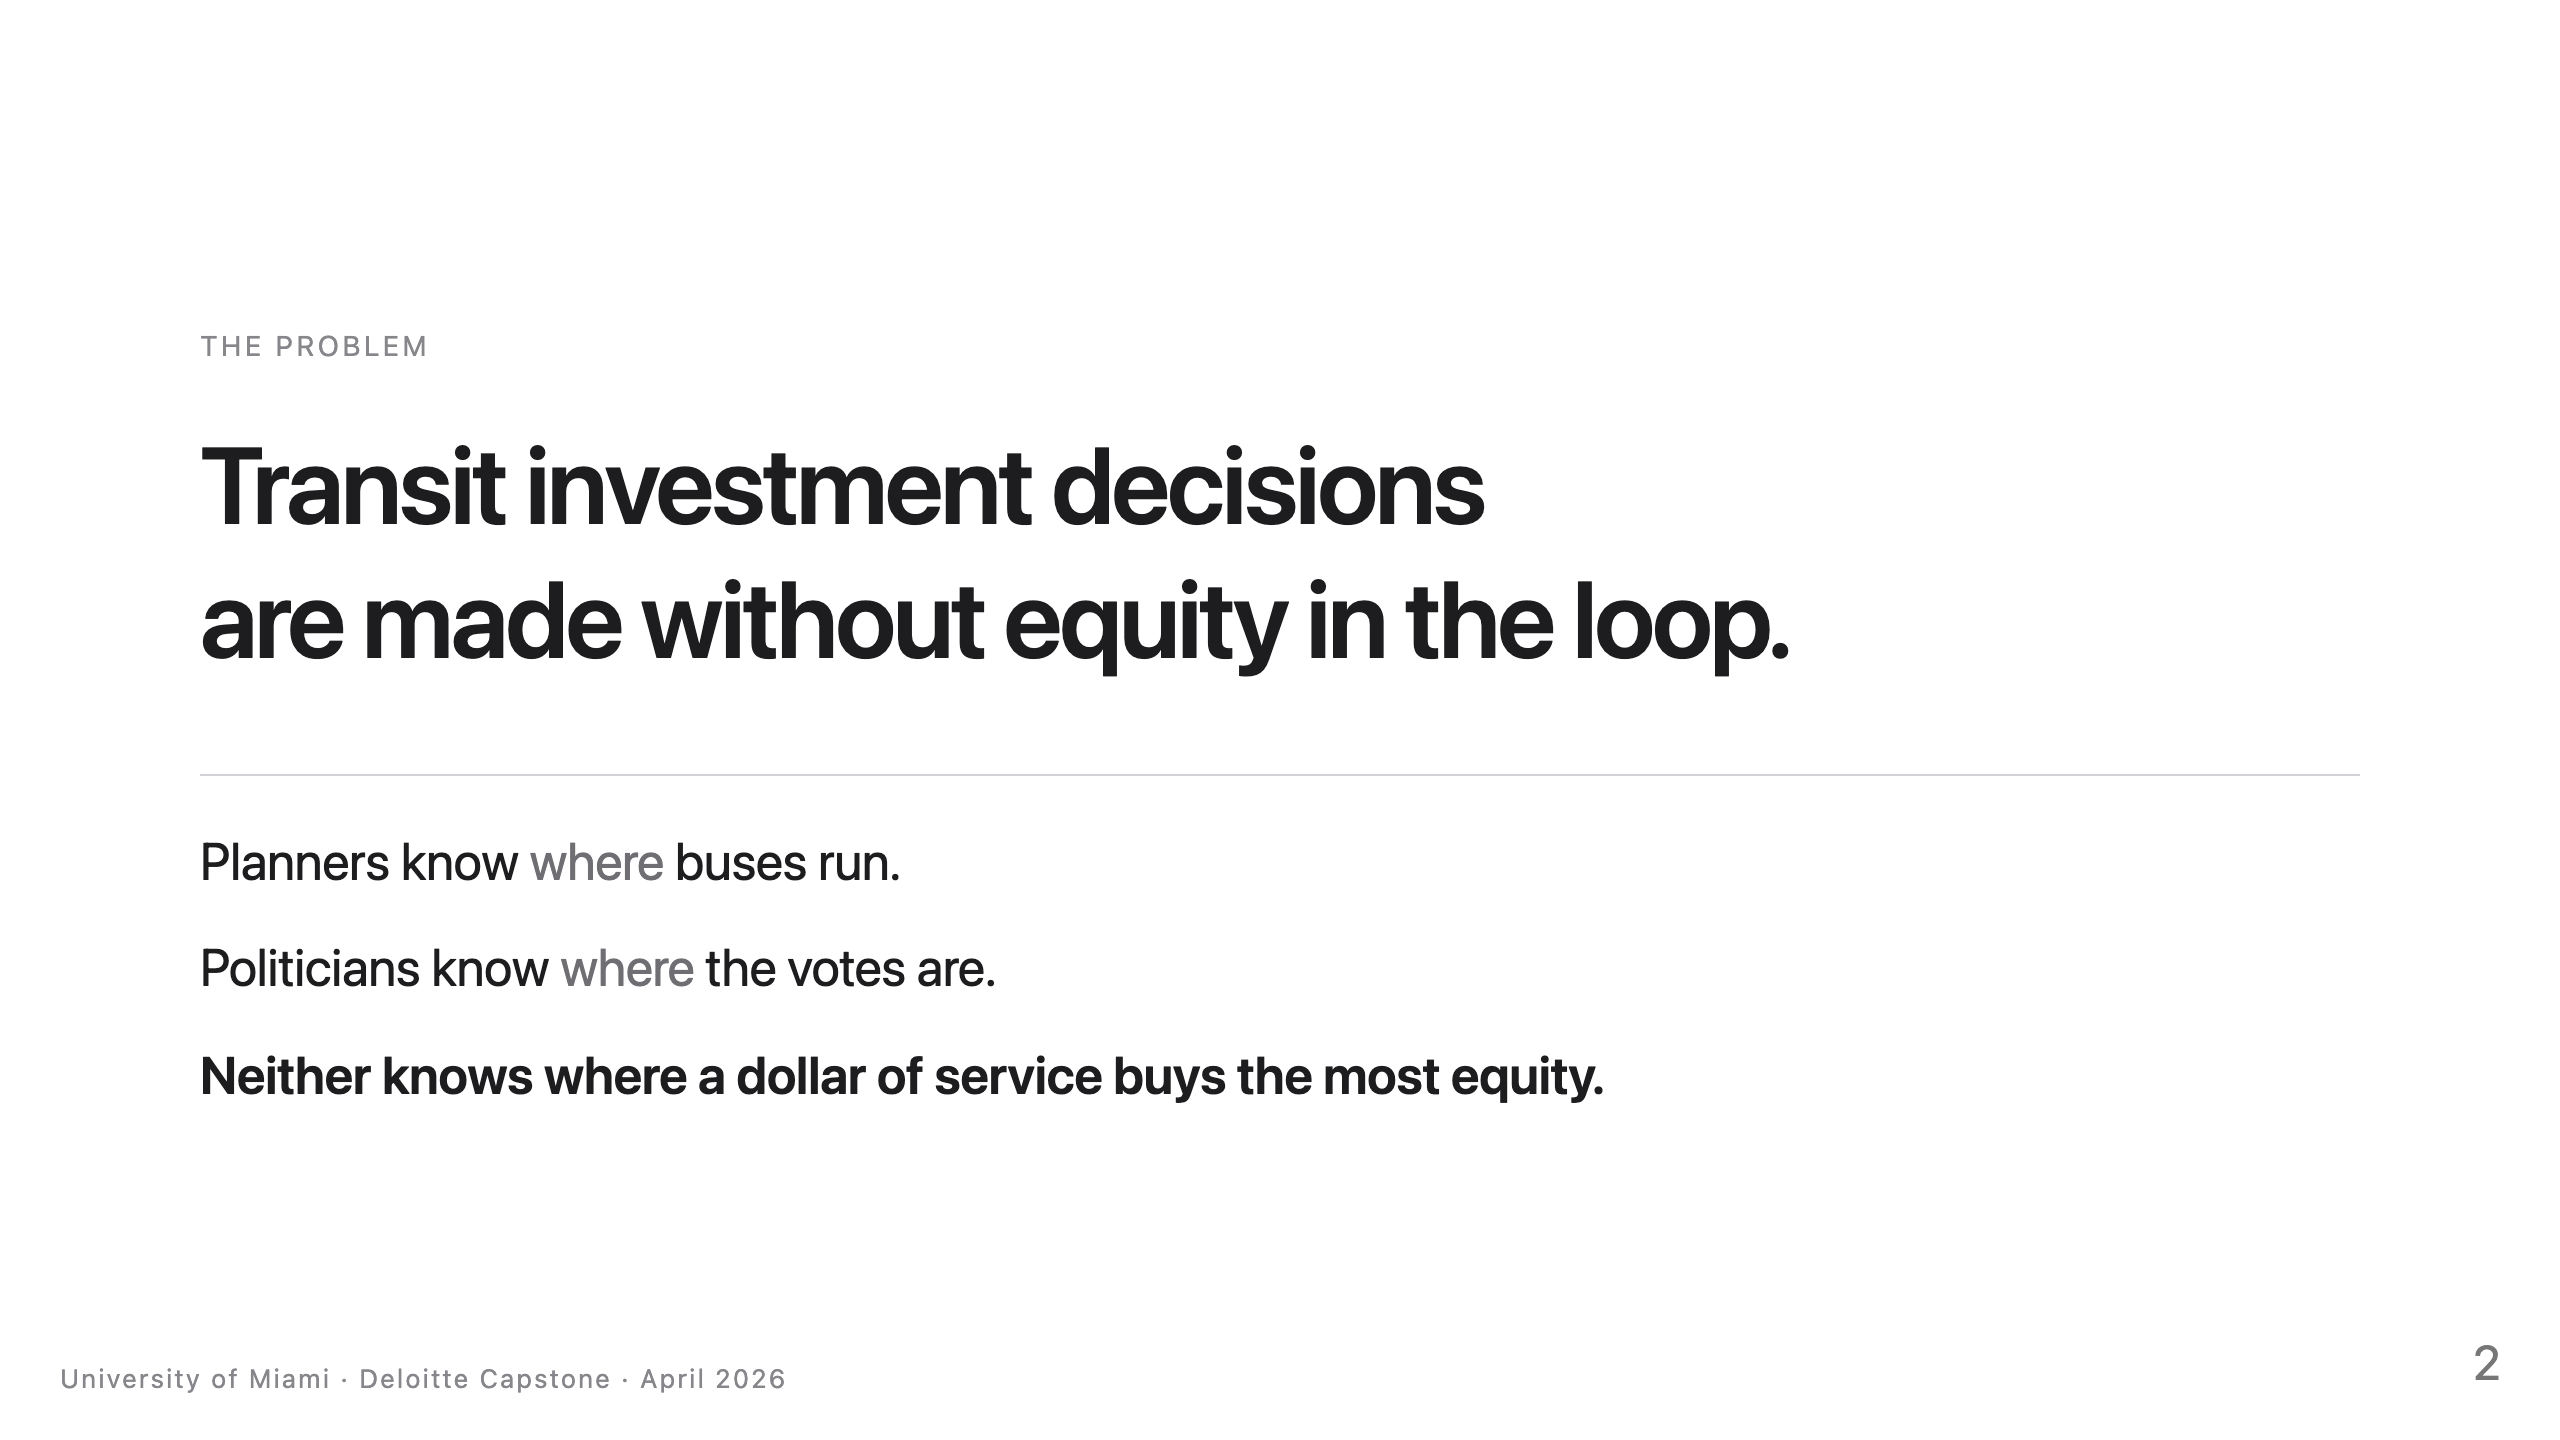 THE PROBLEM
Transit investment decisions
are made without equity in the loop.
Planners know where buses run.
Politicians know where the votes are.
Neither knows where a dollar of service buys the most equity.
University of Miami · Deloitte Capstone · April 2026
2